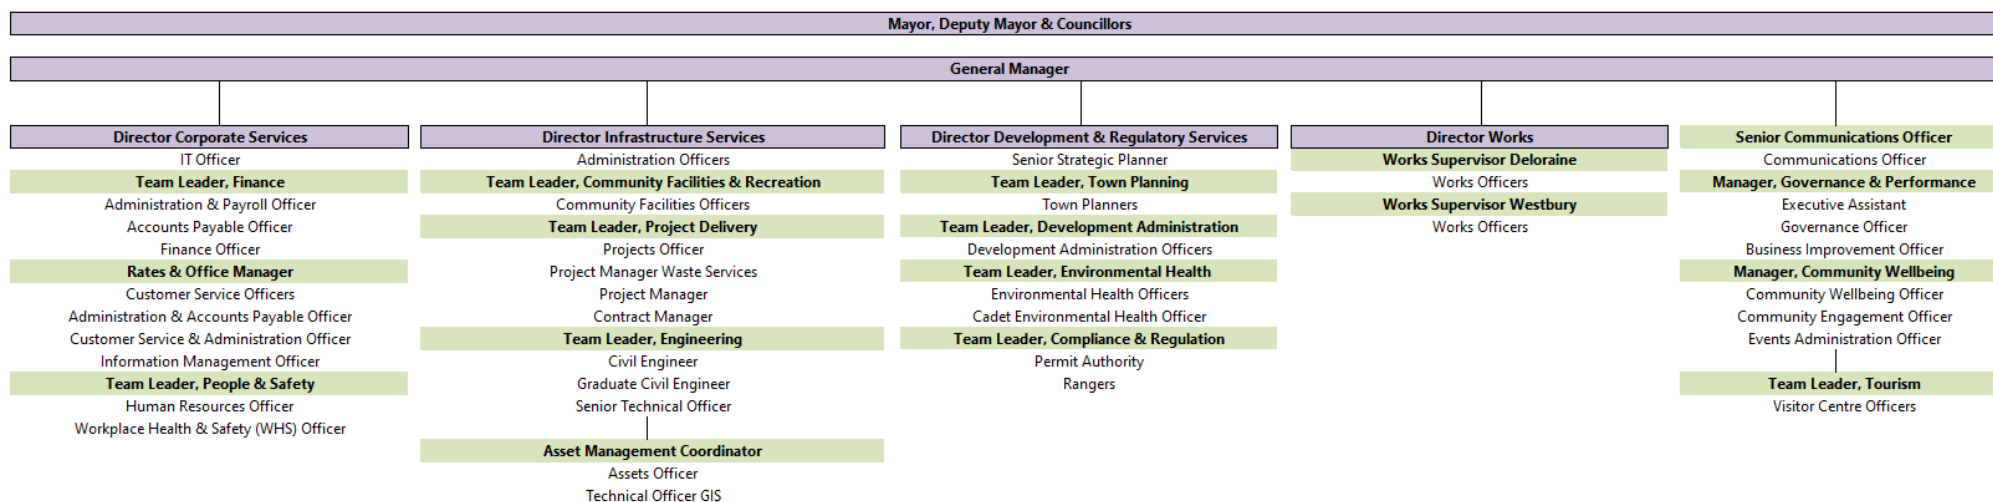 Mayor, Deputy Mayor & Councillors
General Manager
Director Corporate Services
IT Officer
Team Leader, Finance
Administration & Payroll Officer
Accounts Payable Officer
Finance Officer
Rates & Office Manager
Customer Service Officers
Administration & Accounts Payable Officer
Customer Service & Administration Officer
Information Management Officer
Team Leader, People & Safety
Human Resources Officer
Workplace Health & Safety (WHS) Officer
Director Infrastructure Services
Administration Officers
Team Leader, Community Facilities & Recreation
Community Facilities Officers
Team Leader, Project Delivery
Projects Officer
Project Manager Waste Services
Project Manager
Contract Manager
Team Leader, Engineering
Civil Engineer
Graduate Civil Engineer
Senior Technical Officer
Asset Management Coordinator
Assets Officer
Technical Officer GIS
Director Development & Regulatory Services
Senior Strategic Planner
Team Leader, Town Planning
Town Planners
Team Leader, Development Administration
Development Administration Officers
Team Leader, Environmental Health
Environmental Health Officers
Cadet Environmental Health Officer
Team Leader, Compliance & Regulation
Permit Authority
Rangers
Director Works
Works Supervisor Deloraine
Works Officers
Works Supervisor Westbury
Works Officers
Senior Communications Officer
Communications Officer
Manager, Governance & Performance
Executive Assistant
Governance Officer
Business Improvement Officer
Manager, Community Wellbeing
Community Wellbeing Officer
Community Engagement Officer
Events Administration Officer
Team Leader, Tourism
Visitor Centre Officers